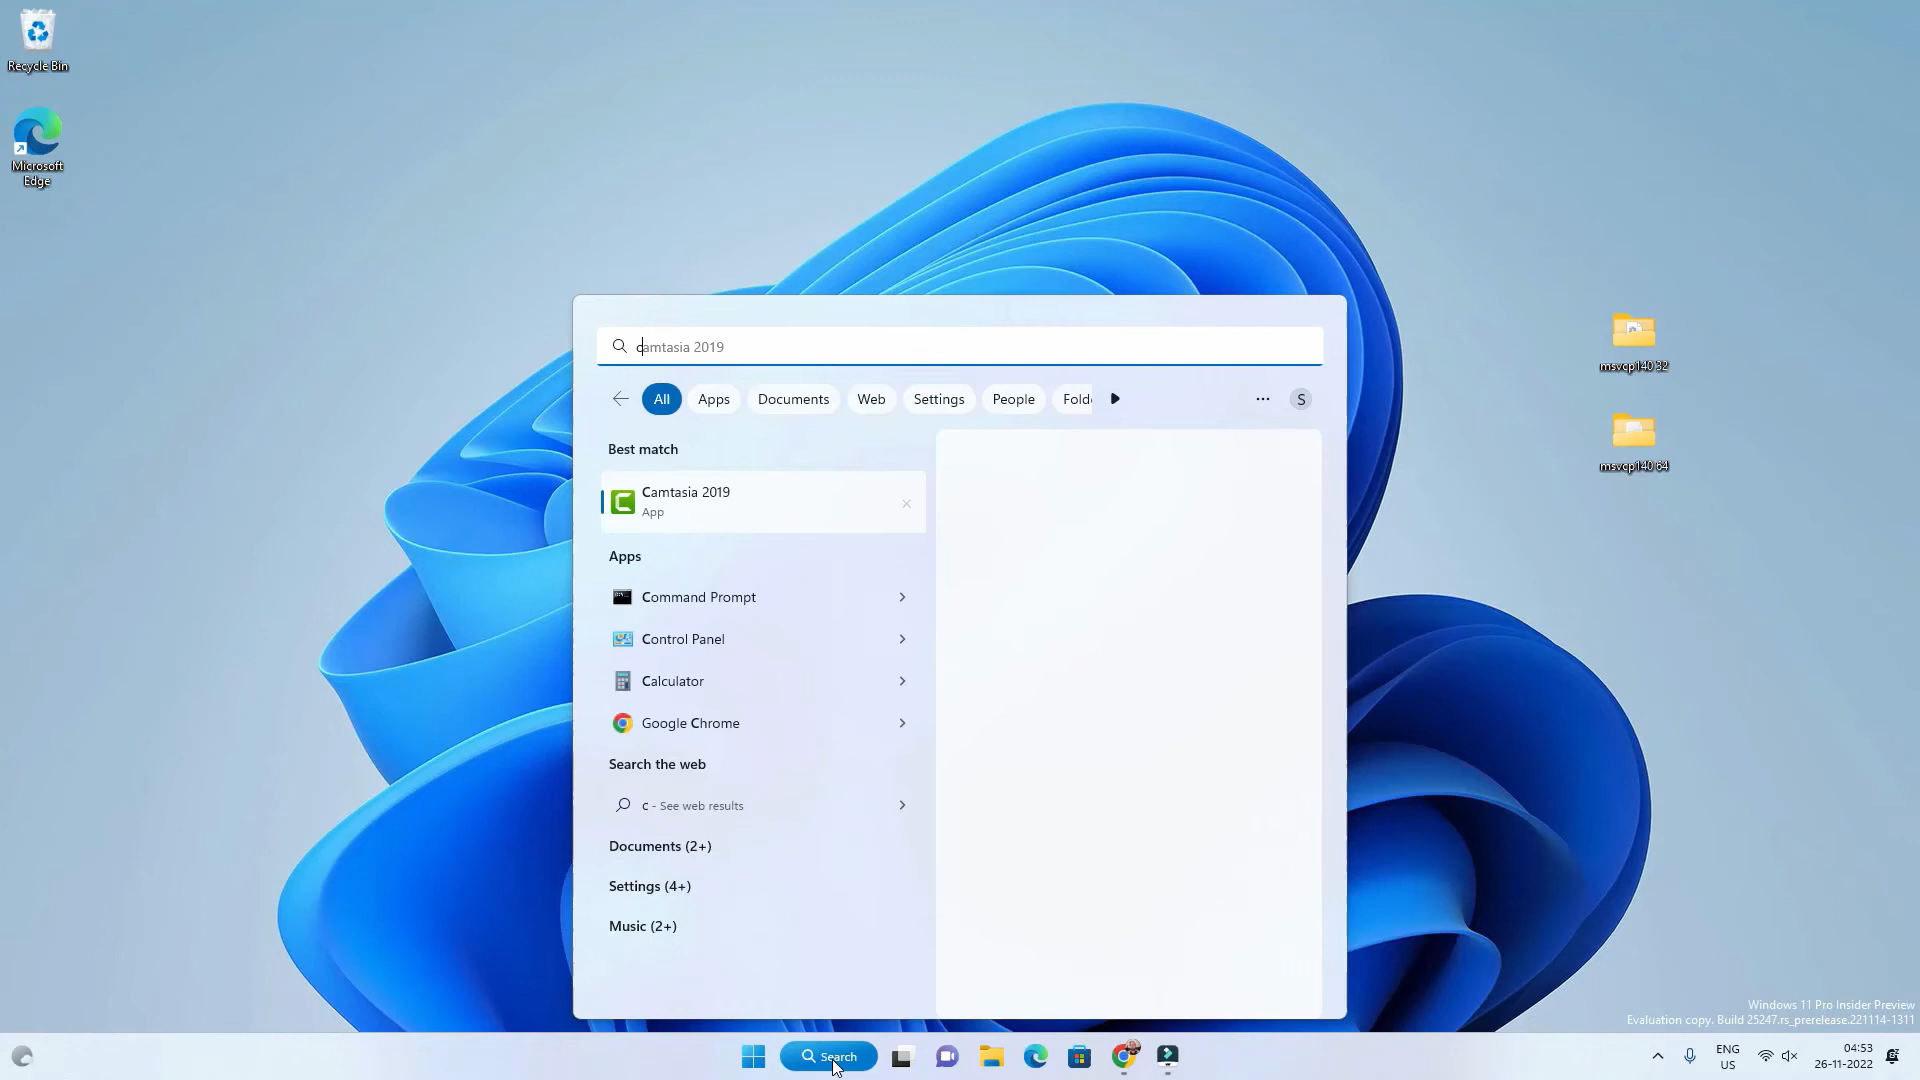 Recycle Bin
Microsoft
Edge
msvcp140 32
msvcp140 64
camtasia 2019
All
Apps
Documents
Web
Settings
People
Fold
S
Best match
Camtasia 2019
App
Apps
Command Prompt
Control Panel
Calculator
Google Chrome
Search the web
c - See web results
Documents (2+)
Settings (4+)
Music (2+)
Windows 11 Pro Insider Preview
Evaluation copy. Build 25247.rs_prerelease.221114-1311
Search
ENG
US
04:53
26-11-2022